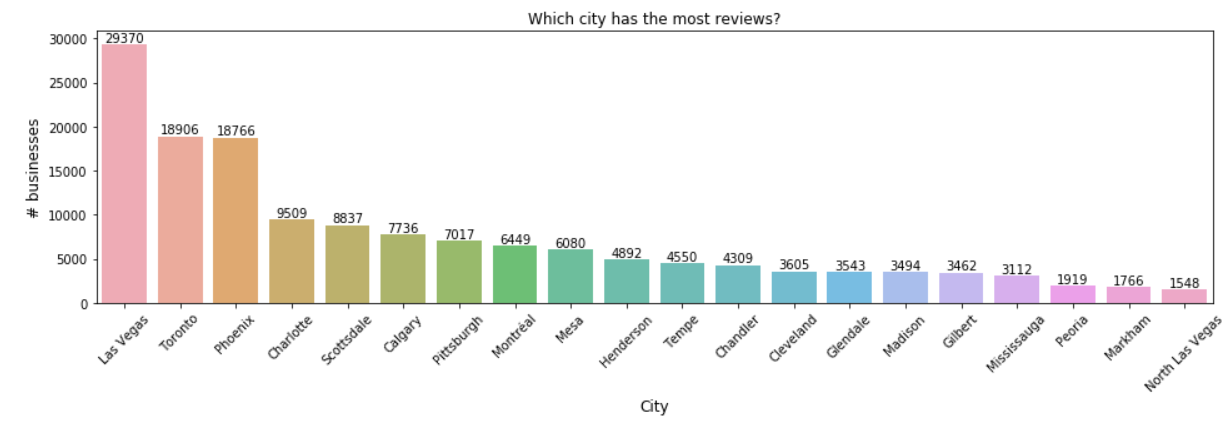 Which city has the most reviews?
# businesses
30000
25000
20000
15000
10000
5000
0
29370
18906
18766
9509
8837
7736
7017
6449
6080
4892
4550
4309
3605
3543
3494
3462
3112
1919
1766
1548
Las Vegas
Toronto
Phoenix
Charlotte
Scottsdale
Calgary
Pittsburgh
Montréal
Mesa
Henderson
Tempe
Chandler
Cleveland
Glendale
Madison
Gilbert
Mississauga
Peoria
Markham
North Las Vegas
City